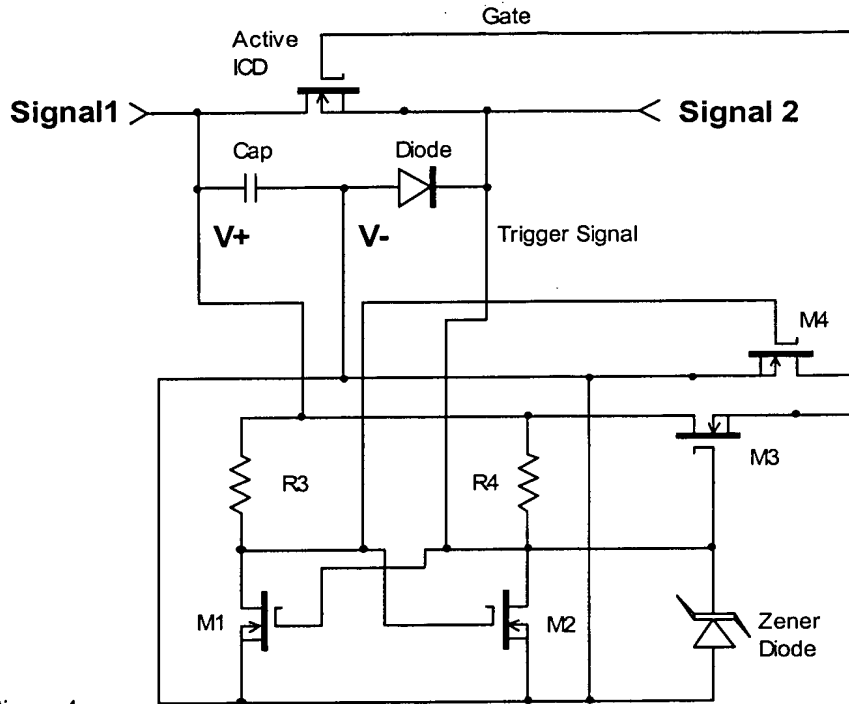 Gate
Active
ICD
Signal1
Signal 2
Cap
Diode
V+
V-
Trigger Signal
M4
M3
R3
R4
M1
M2
Zener
Diode